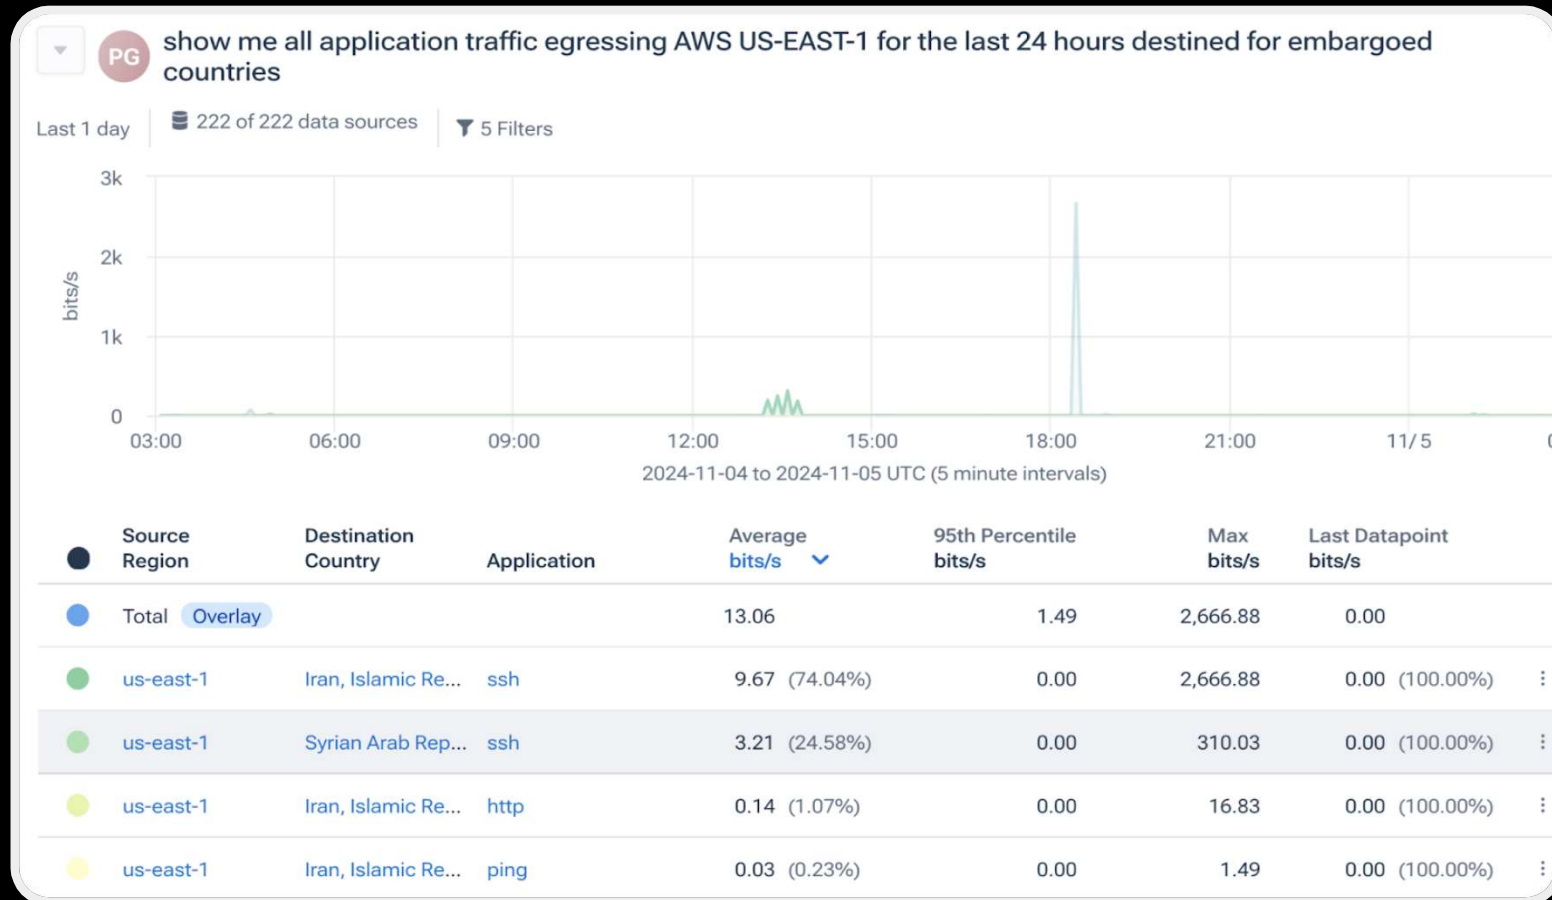 PG
show me all application traffic egressing AWS US-EAST-1 for the last 24 hours destined for embargoed
countries
Last 1 day 222 of 222 data sources 5 Filters
3k
2k
1k
0
bits/s
03:00 06:00 09:00 12:00 15:00 18:00 21:00 11/5
2024-11-04 to 2024-11-05 UTC (5 minute intervals)
Source Destination Average 95th Percentile Max Last Datapoint
Region Country Application bits/s bits/s bits/s bits/s
Total Overlay 13.06 1.49 2,666.88 0.00
us-east-1 Iran, Islamic Re... ssh 9.67 (74.04%) 0.00 2,666.88 0.00 (100.00%)
us-east-1 Syrian Arab Rep... ssh 3.21 (24.58%) 0.00 310.03 0.00 (100.00%)
us-east-1 Iran, Islamic Re... http 0.14 (1.07%) 0.00 16.83 0.00 (100.00%)
us-east-1 Iran, Islamic Re... ping 0.03 (0.23%) 0.00 1.49 0.00 (100.00%)